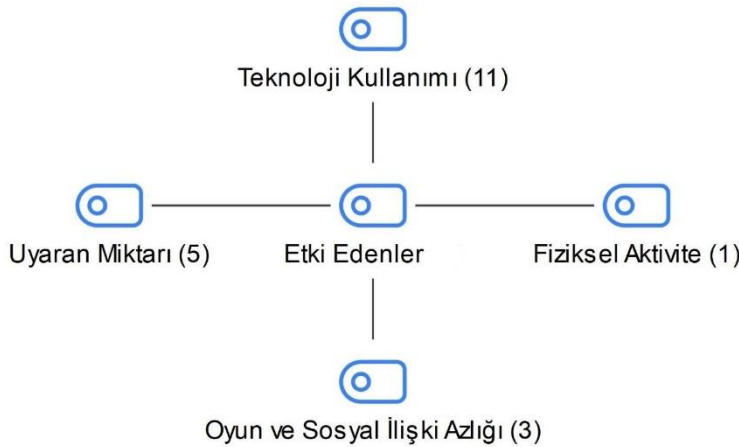 Teknoloji Kullanımı (11)
Uyaran Miktarı (5)
Etki Edenler
Fiziksel Aktivite (1)
Oyun ve Sosyal İlişki Azlığı (3)